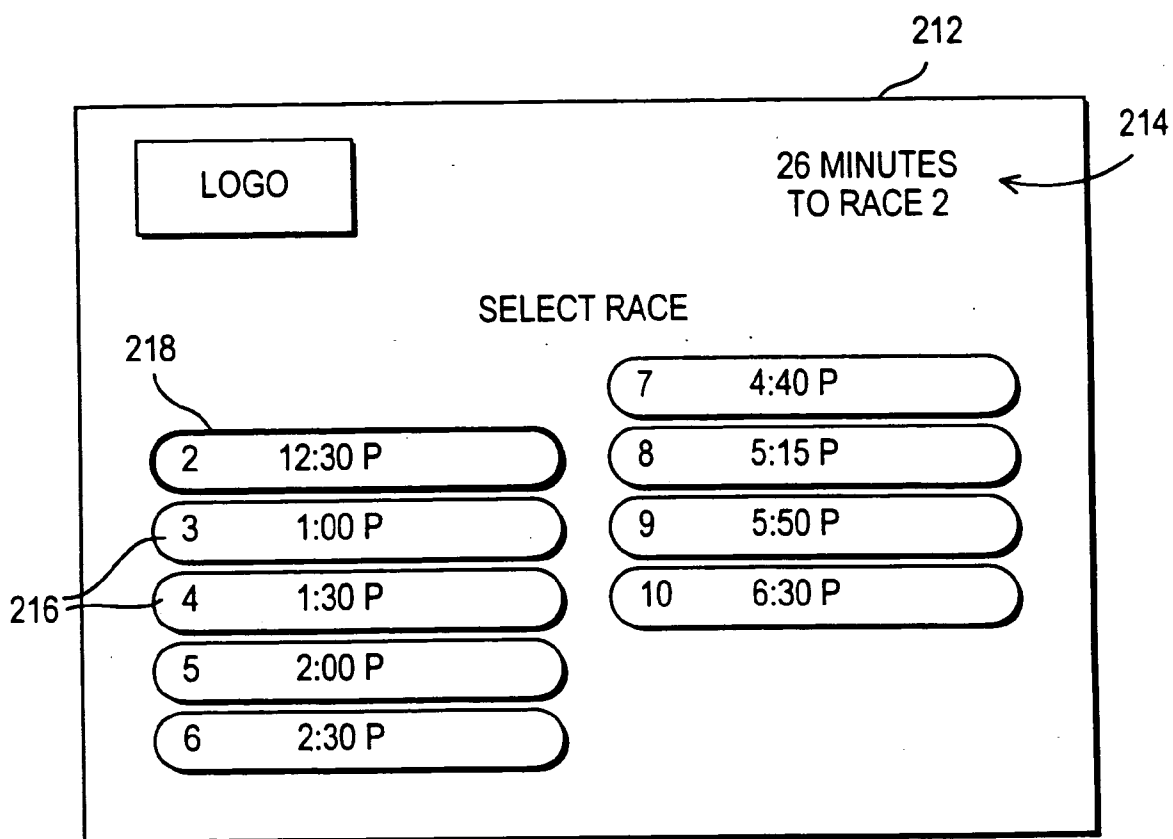 212
214
LOGO
26 MINUTES
TO RACE 2
SELECT RACE
218
2 12:30 P
3 1:00 P
216
4 1:30 P
5 2:00 P
6 2:30 P
7 4:40 P
8 5:15 P
9 5:50 P
10 6:30 P